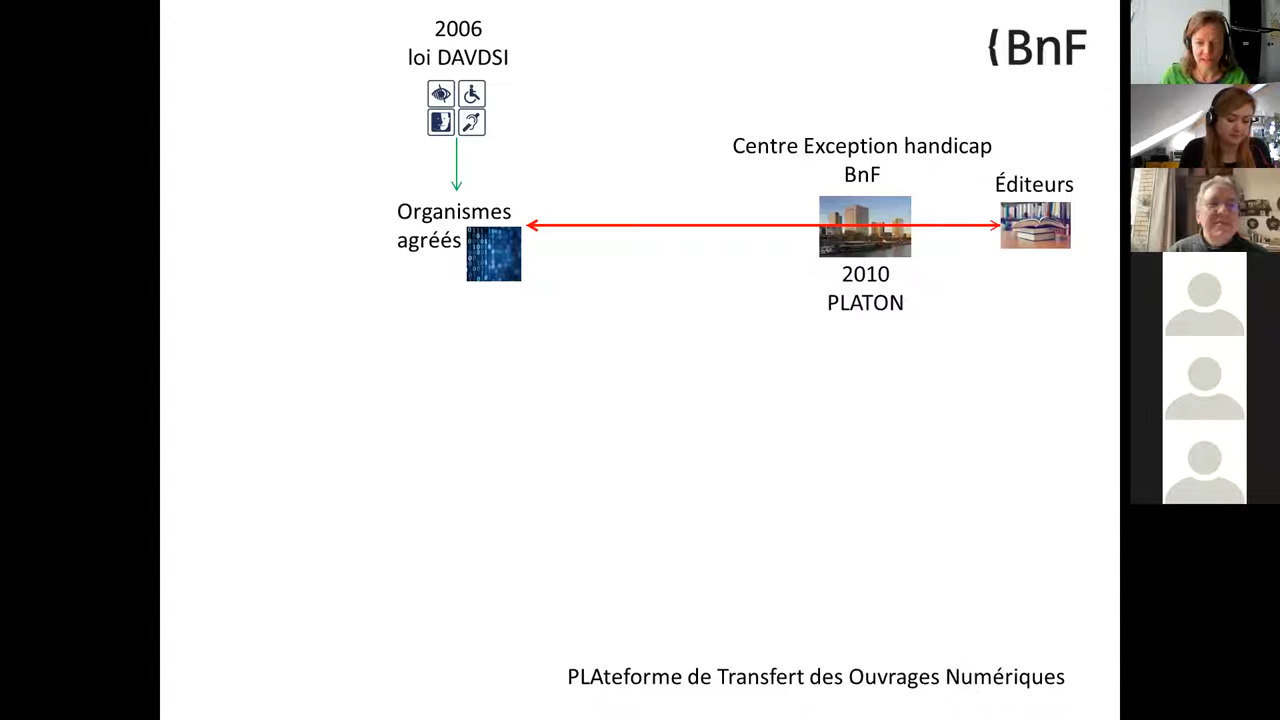 2006
loi DAVDSI
BnF
Centre Exception handicap
BnF
Éditeurs
Organismes
agréés
2010
PLATON
PLAteforme de Transfert des Ouvrages Numériques